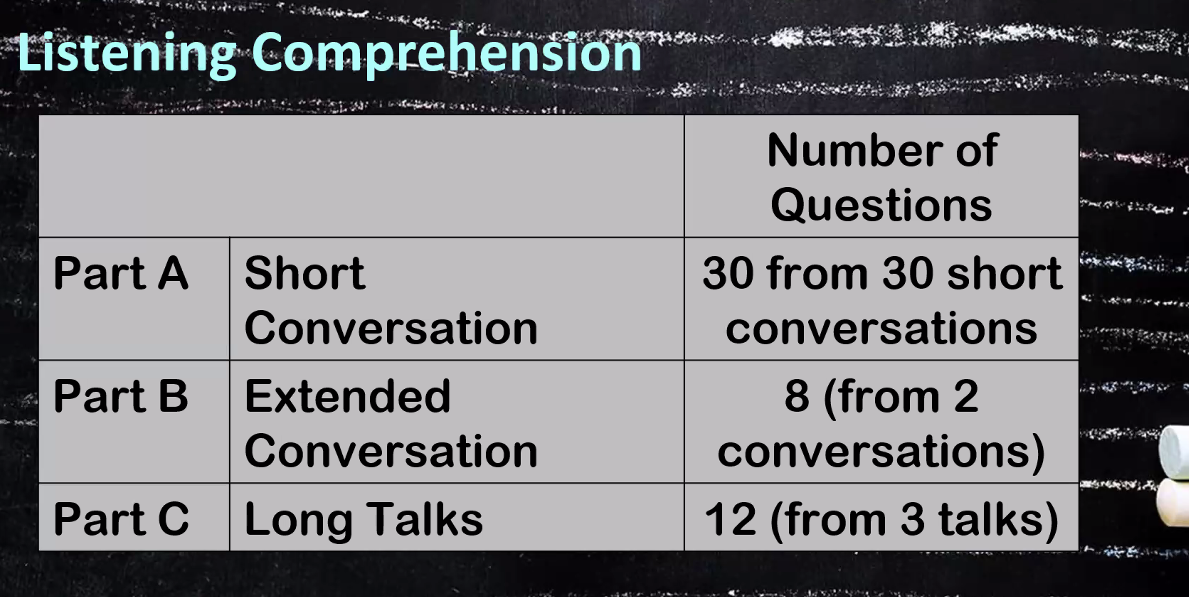 Listening Comprehension
Number of
Questions
Part A
Short
Conversation
30 from 30 short
conversations
Part B
Extended
Conversation
8 (from 2
conversations)
Part C
Long Talks
12 (from 3 talks)